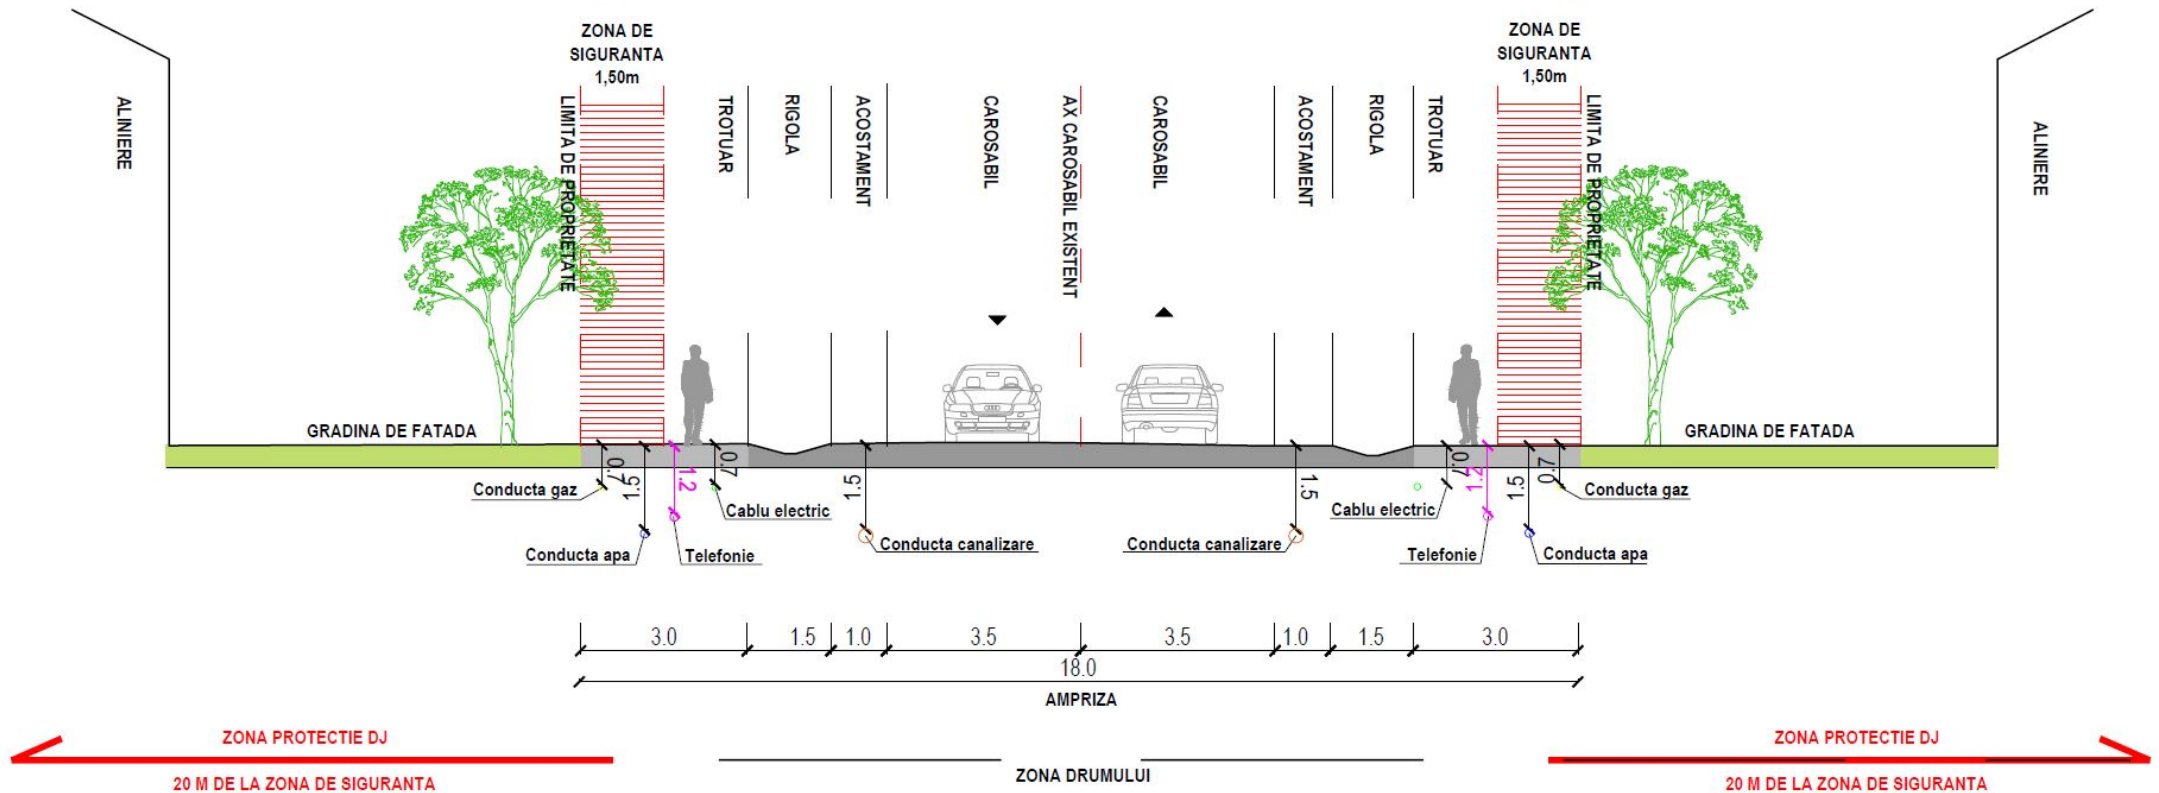 ZONA DE
SIGURANTA
1,50m
ZONA DE
SIGURANTA
1,50m
ALINIERE
LIMITA DE PROPRIETATE
TROTUAR
RIGOLA
ACOSTAMENT
CAROSABIL
AX CAROSABIL EXISTENT
CAROSABIL
ACOSTAMENT
RIGOLA
TROTUAR
LIMITA DE PROPRIETATE
ALINIERE
GRADINA DE FATADA
GRADINA DE FATADA
0.7
1.5
1.2
0.7
1.5
1.5
0.7
1.2
1.5
0.7
Conducta gaz
Cablu electric
Conducta apa
Telefonie
Conducta canalizare
Conducta canalizare
Cablu electric
Conducta gaz
Telefonie
Conducta apa
3.0 1.5 1.0 3.5 3.5 1.0 1.5 3.0
18.0
AMPRIZA
ZONA PROTECTIE DJ
20 M DE LA ZONA DE SIGURANTA
ZONA DRUMULUI
ZONA PROTECTIE DJ
20 M DE LA ZONA DE SIGURANTA